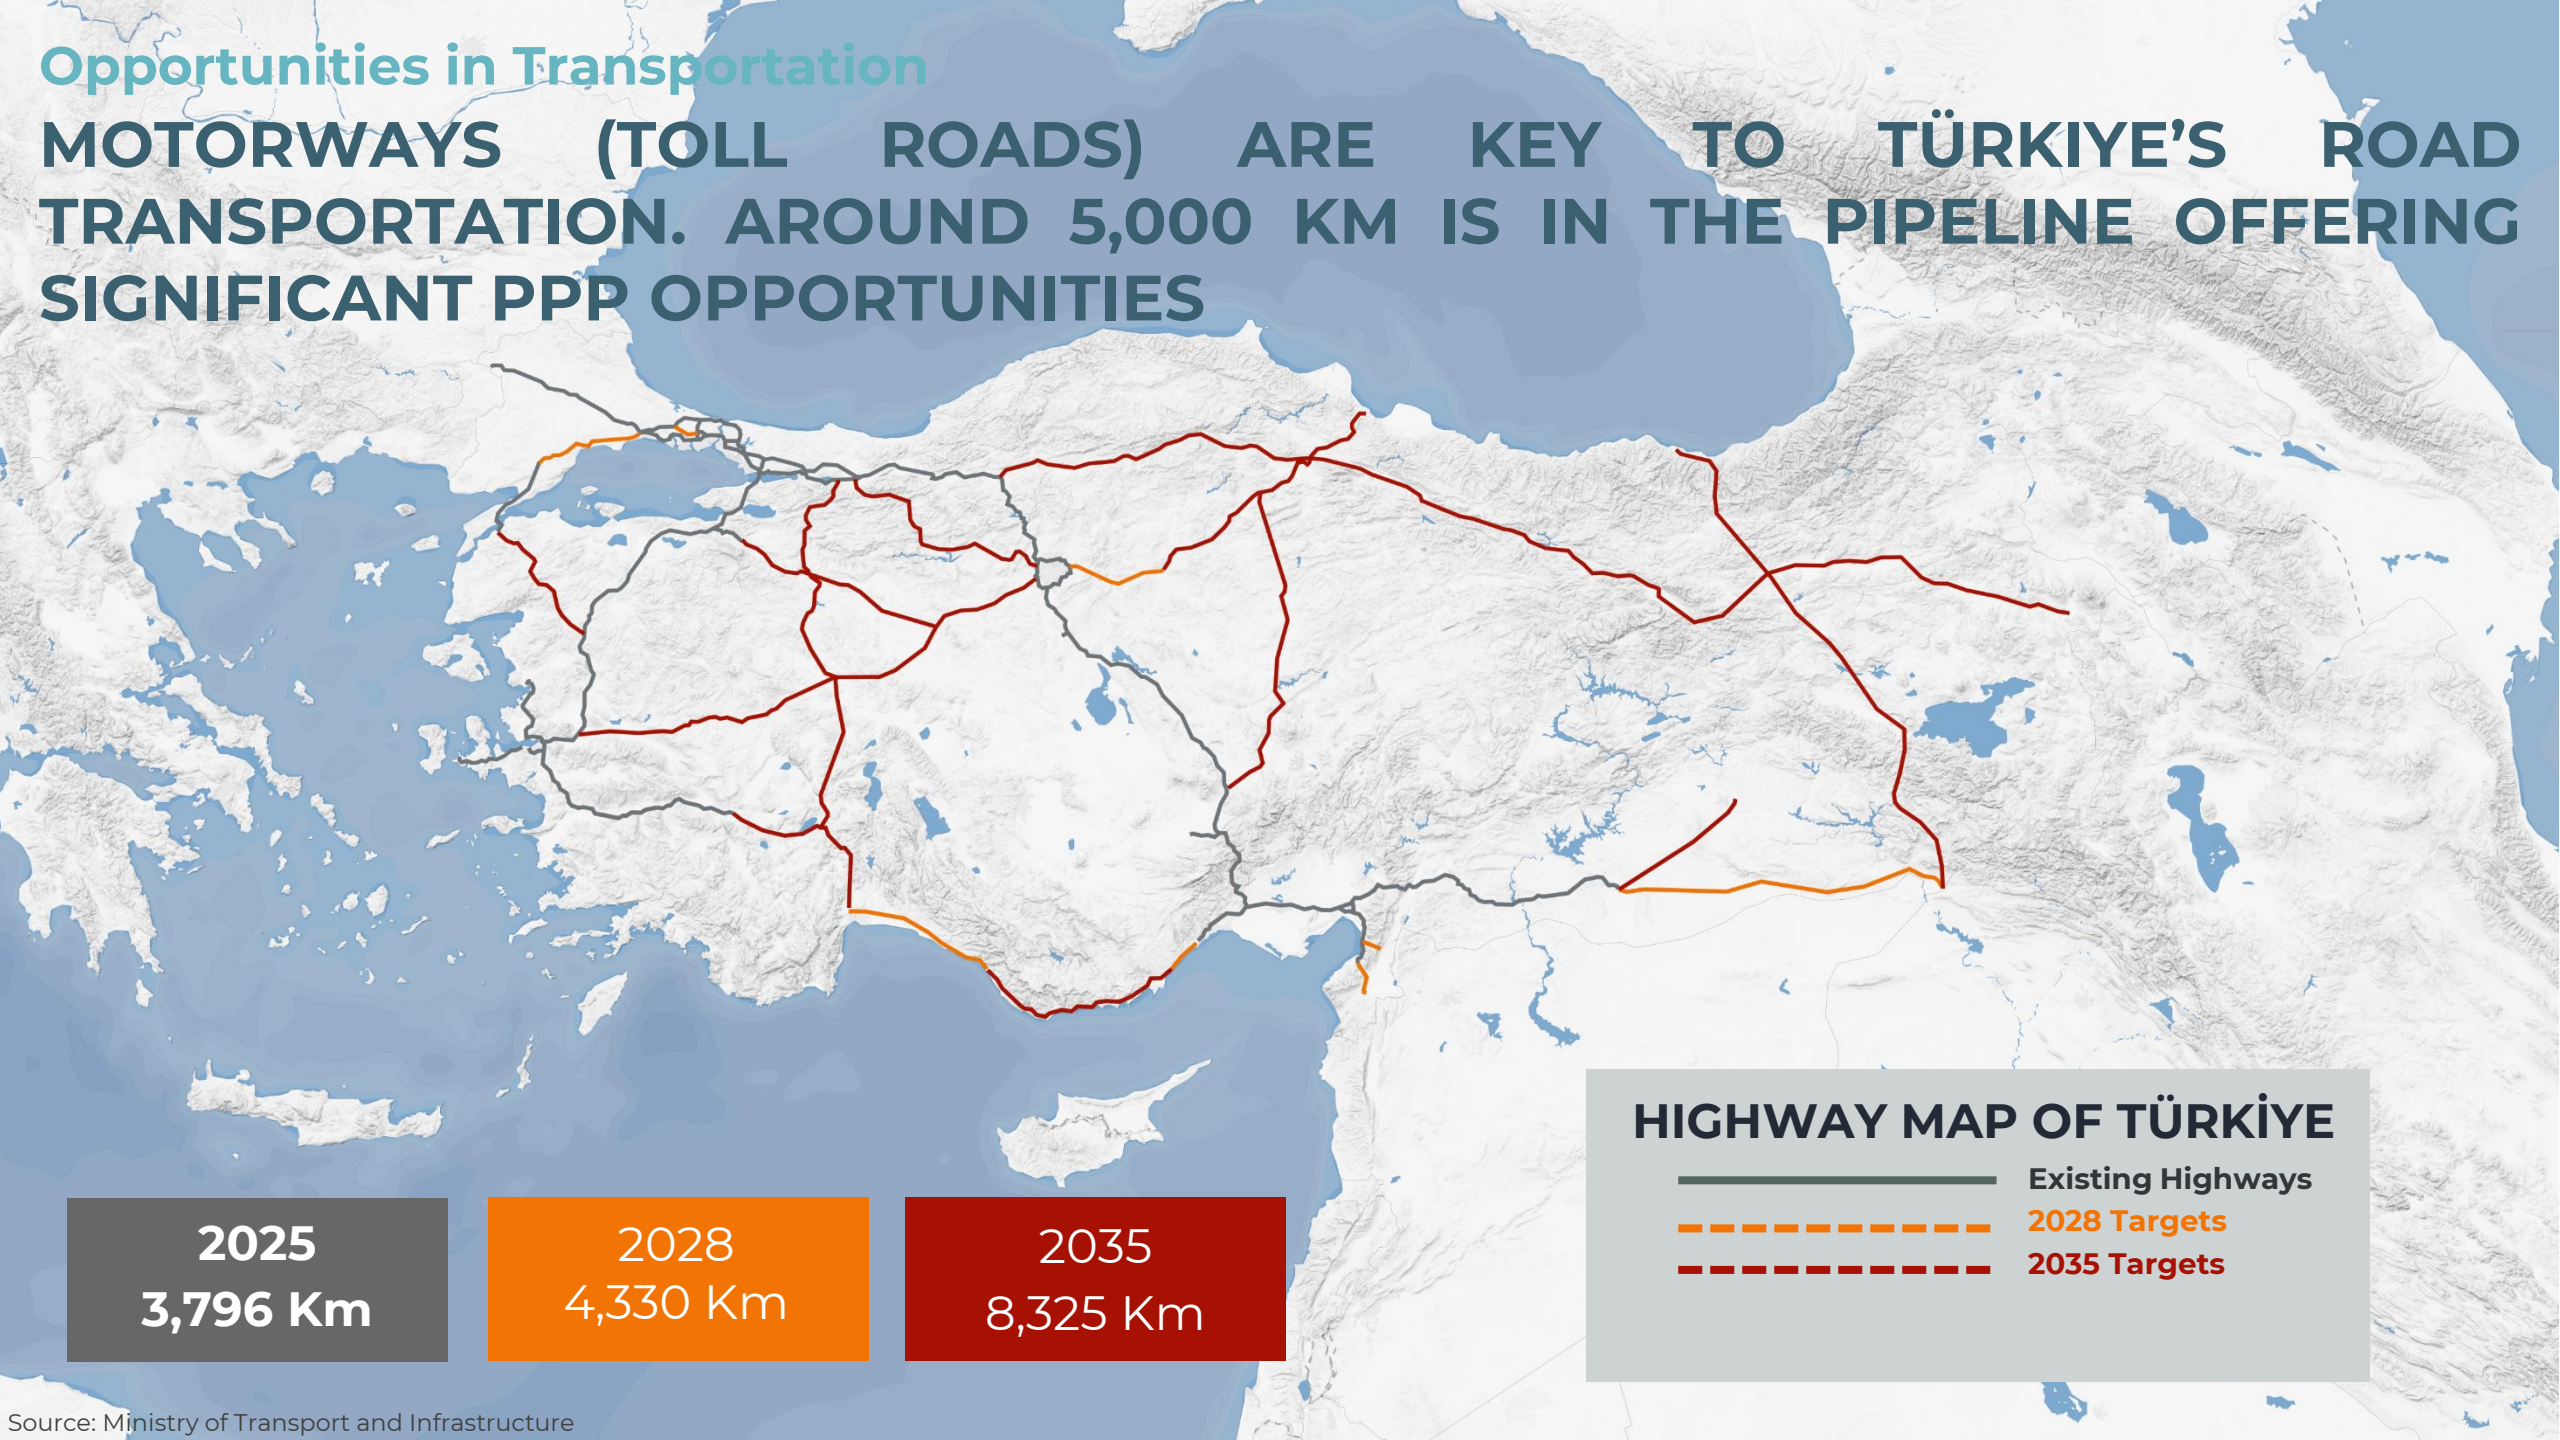 Opportunities in Transportation
MOTORWAYS (TOLL ROADS) ARE KEY TO TÜRKIYE’S ROAD
TRANSPORTATION. AROUND 5,000 KM IS IN THE PIPELINE OFFERING
SIGNIFICANT PPP OPPORTUNITIES
HIGHWAY MAP OF TÜRKİYE
Existing Highways
2028 Targets
2035 Targets
2025
3,796 Km
2028
4,330 Km
2035
8,325 Km
Source: Ministry of Transport and Infrastructure